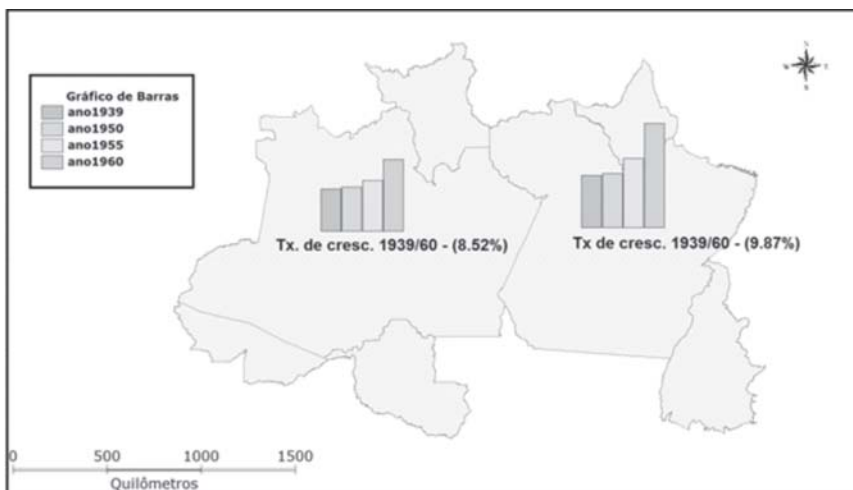 Gráfico de Barras
ano1939
ano1950
ano1955
ano1960
Tx. de cresc. 1939/60 - (8.52%)
Tx de cresc. 1939/60 - (9.87%)
0 500 1000 1500
Quilômetros